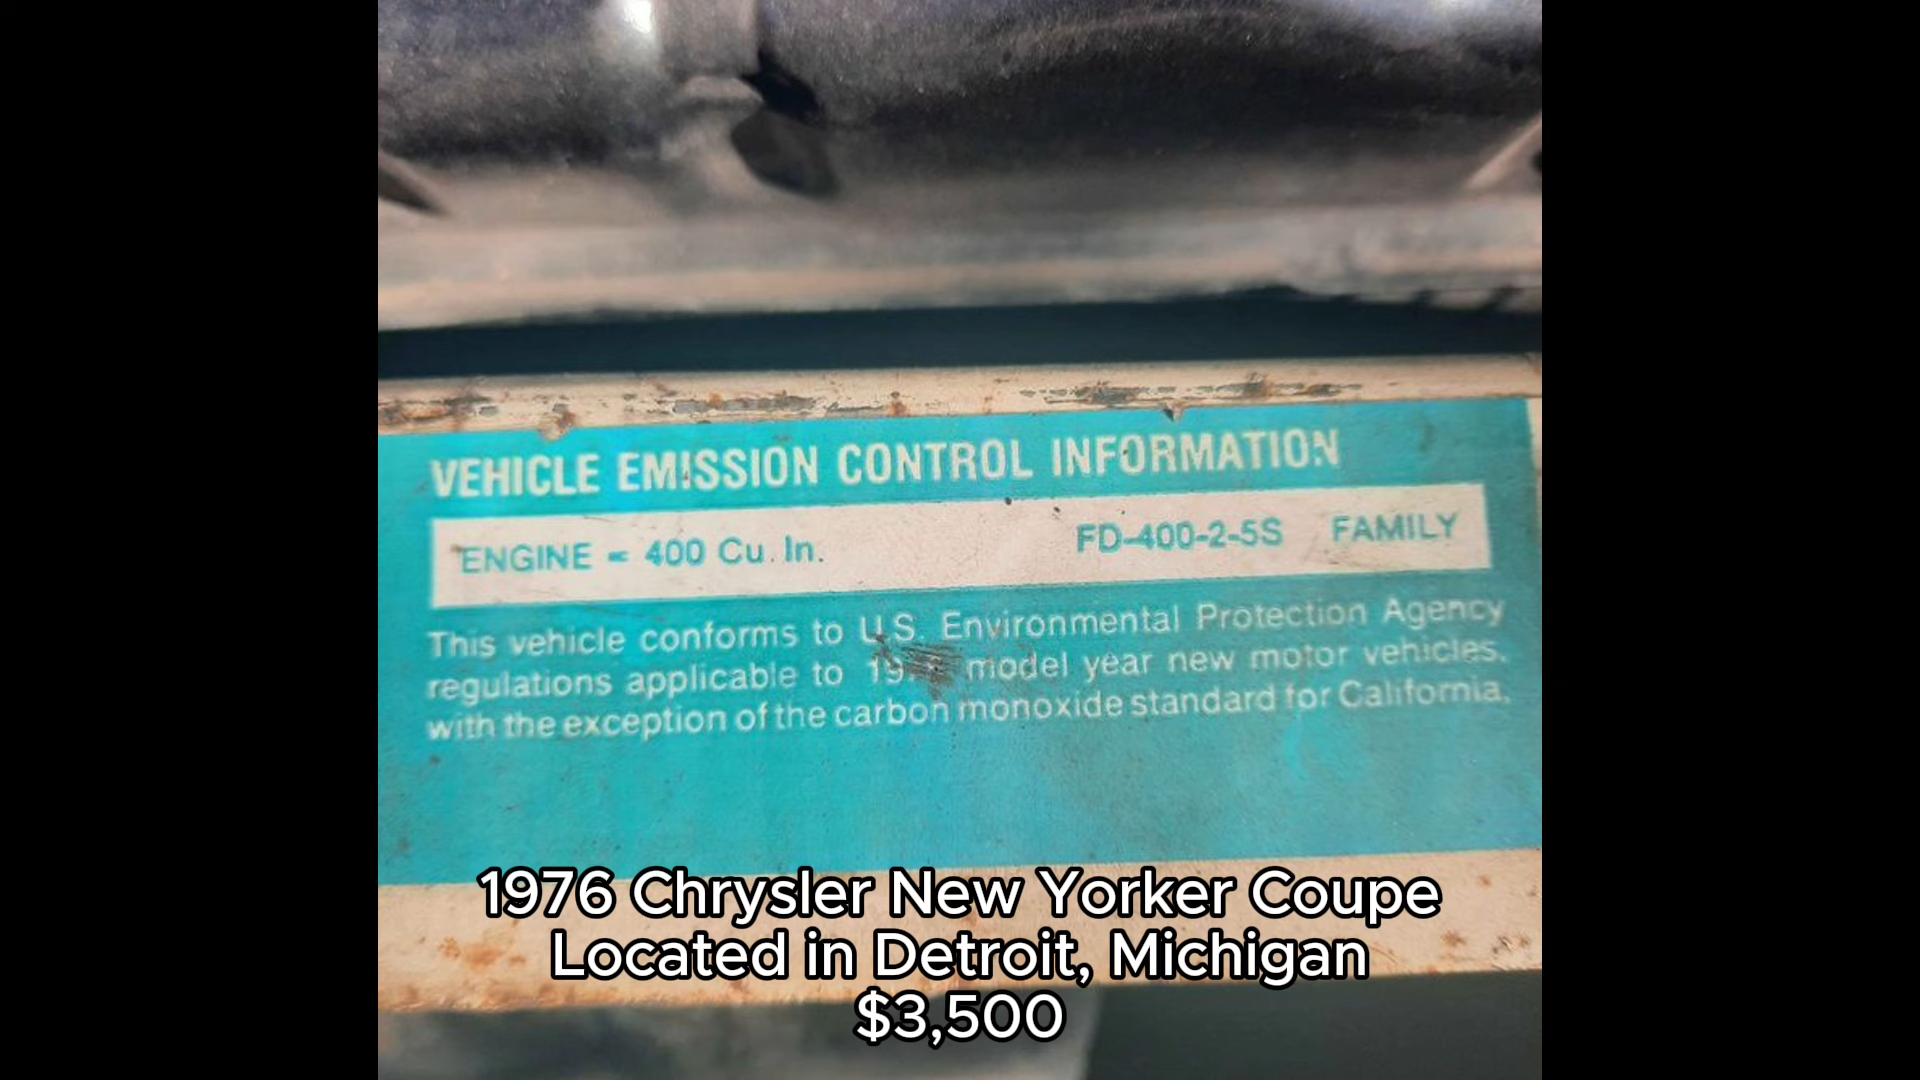 VEHICLE EMISSION CONTROL INFORMATION
ENGINE = 400 Cu. In. FD-400-2-5S FAMILY
This vehicle conforms to U.S. Environmental Protection Agency
regulations applicable to model year new motor vehicles,
with the exception of the carbon monoxide standard for California,
1976 Chrysler New Yorker Coupe
Located in Detroit, Michigan
$3,500